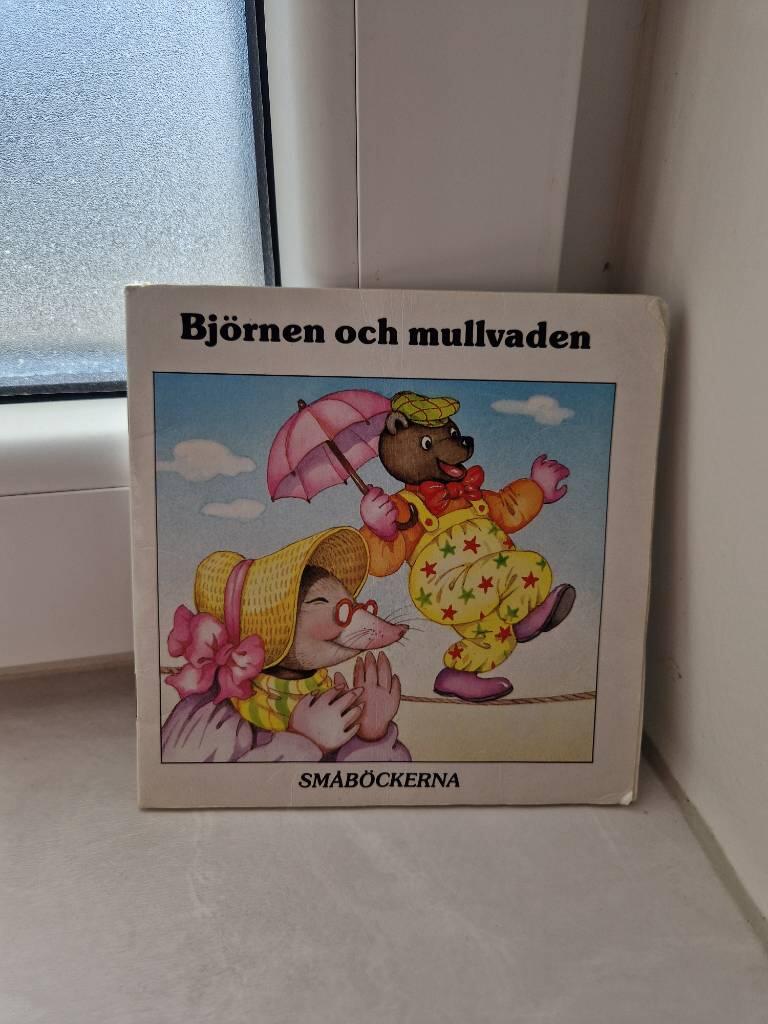 Björnen och mullvaden
SMÅBÖCKERNA